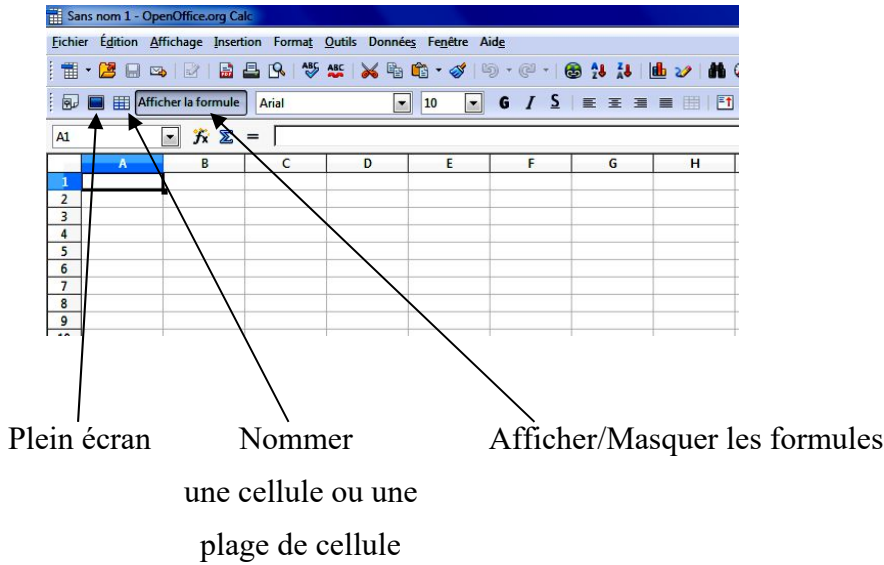 Sans nom 1 - OpenOffice.org Calc
Fichier Édition Affichage Insertion Format Outils Données Fenêtre Aide
Afficher la formule Arial 10 G I S
A1 =
A B C D E F G H
1
2
3
4
5
6
7
8
9
Plein écran Nommer Afficher/Masquer les formules
une cellule ou une
plage de cellule